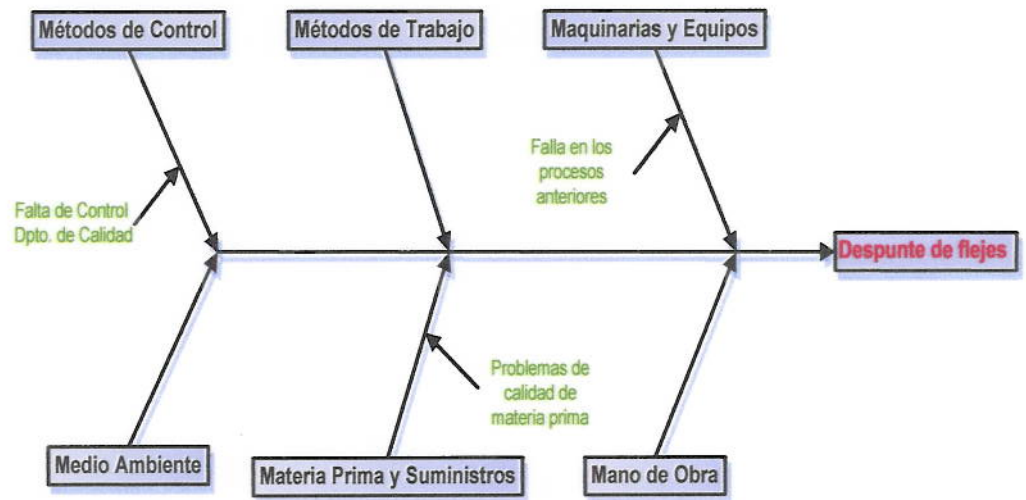 Métodos de Control
Métodos de Trabajo
Maquinarias y Equipos
Falla en los
procesos
anteriores
Falta de Control
Dpto. de Calidad
Despunte de flejes
Problemas de
calidad de
materia prima
Medio Ambiente
Materia Prima y Suministros
Mano de Obra